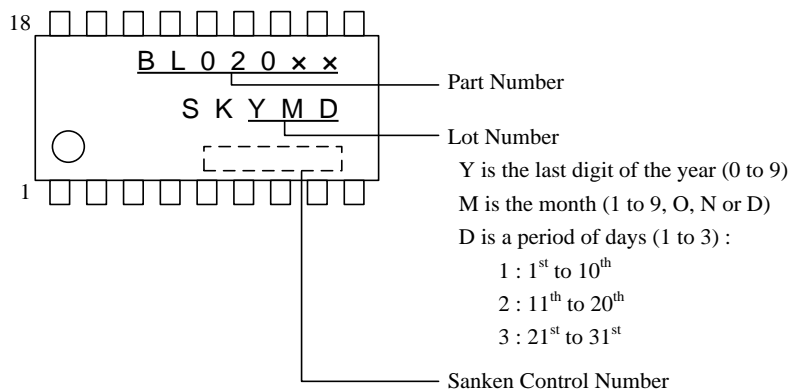 18
B L 0 2 0 × ×
Part Number
S K Y M D
Lot Number
Y is the last digit of the year (0 to 9)
M is the month (1 to 9, O, N or D)
D is a period of days (1 to 3) :
1 : 1st to 10th
2 : 11th to 20th
3 : 21st to 31st
1
Sanken Control Number